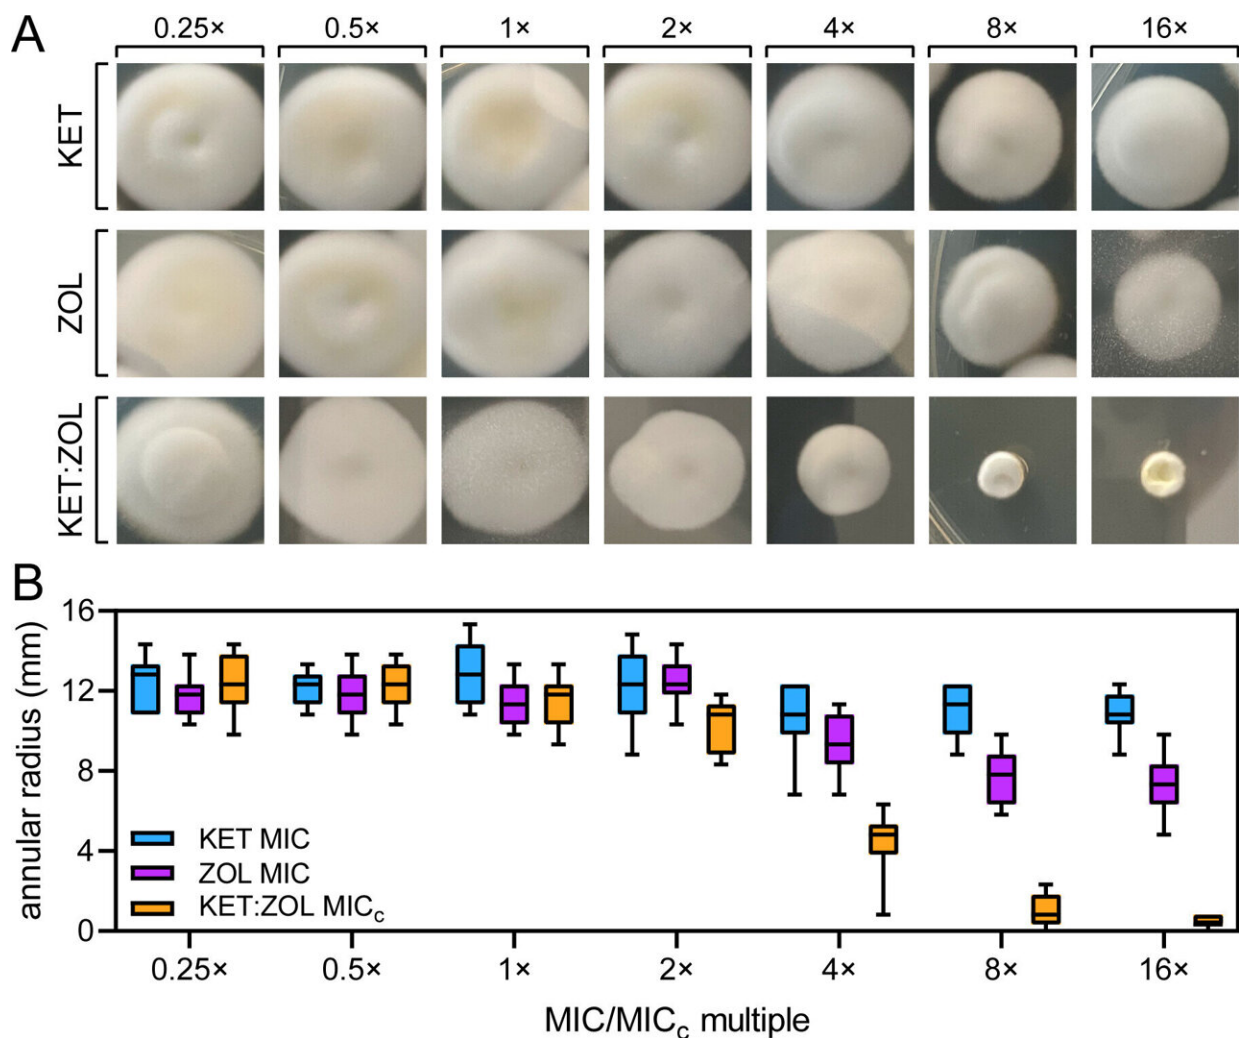 A
0.25× 0.5× 1× 2× 4× 8× 16×
KET
ZOL
KET:ZOL
B
annular radius (mm)
16
12
8
4
0
KET MIC
ZOL MIC
KET:ZOL MICc
0.25× 0.5× 1× 2× 4× 8× 16×
MIC/MICc multiple